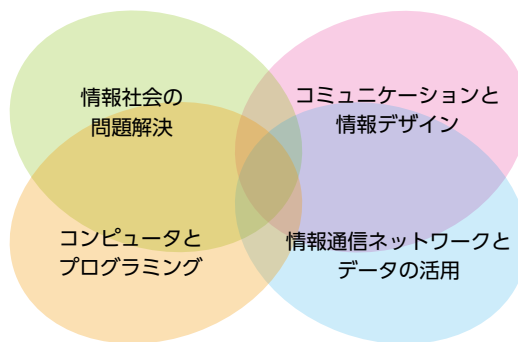 情報社会の
問題解決
コミュニケーションと
情報デザイン
コンピュータと
プログラミング
情報通信ネットワークと
データの活用